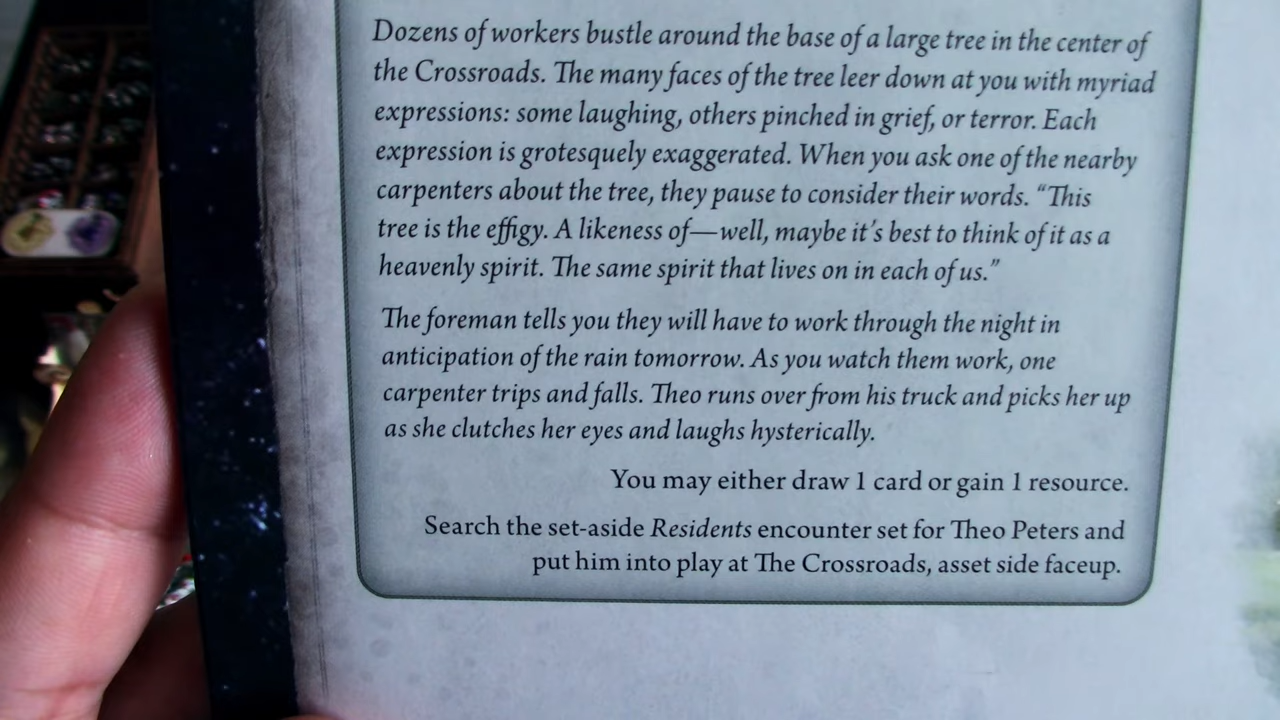 Dozens of workers bustle around the base of a large tree in the center of
the Crossroads. The many faces of the tree leer down at you with myriad
expressions: some laughing, others pinched in grief, or terror. Each
expression is grotesquely exaggerated. When you ask one of the nearby
carpenters about the tree, they pause to consider their words. “This
tree is the effigy. A likeness of—well, maybe it’s best to think of it as a
heavenly spirit. The same spirit that lives on in each of us.”
The foreman tells you they will have to work through the night in
anticipation of the rain tomorrow. As you watch them work, one
carpenter trips and falls. Theo runs over from his truck and picks her up
as she clutches her eyes and laughs hysterically.
You may either draw 1 card or gain 1 resource.
Search the set-aside Residents encounter set for Theo Peters and
put him into play at The Crossroads, asset side faceup.